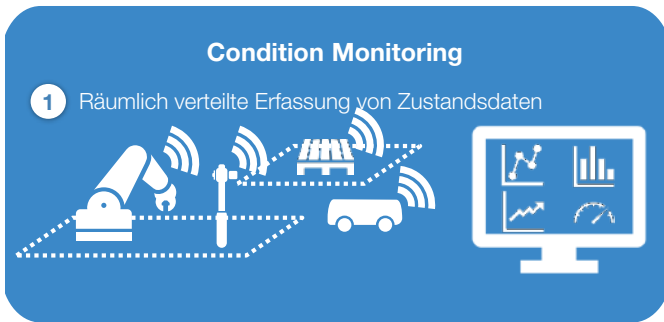 Condition Monitoring
1 Räumlich verteilte Erfassung von Zustandsdaten